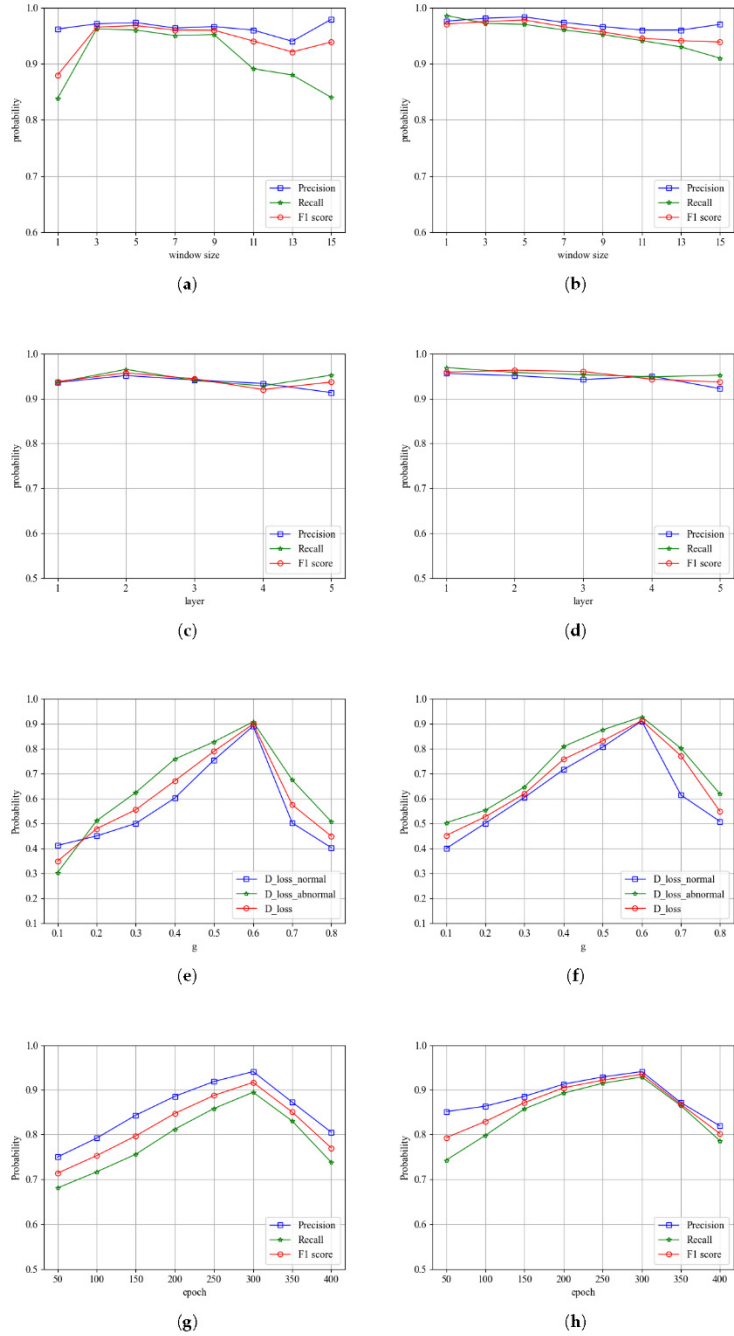 1.0
0.9
0.8
0.7
0.6
probability
1 3 5 7 9 11 13 15
window size
Precision
Recall
F1 score
(a)
1.0
0.9
0.8
0.7
0.6
probability
1 3 5 7 9 11 13 15
window size
Precision
Recall
F1 score
(b)
1.0
0.9
0.8
0.7
0.6
0.5
probability
1 2 3 4 5
layer
Precision
Recall
F1 score
(c)
1.0
0.9
0.8
0.7
0.6
0.5
probability
1 2 3 4 5
layer
Precision
Recall
F1 score
(d)
1.0
0.9
0.8
0.7
0.6
0.5
0.4
0.3
0.2
0.1
Probability
0.1 0.2 0.3 0.4 0.5 0.6 0.7 0.8
g
D_loss_normal
D_loss_abnormal
D_loss
(e)
1.0
0.9
0.8
0.7
0.6
0.5
0.4
0.3
0.2
0.1
Probability
0.1 0.2 0.3 0.4 0.5 0.6 0.7 0.8
g
D_loss_normal
D_loss_abnormal
D_loss
(f)
1.0
0.9
0.8
0.7
0.6
0.5
Probability
50 100 150 200 250 300 350 400
epoch
Precision
Recall
F1 score
(g)
1.0
0.9
0.8
0.7
0.6
0.5
Probability
50 100 150 200 250 300 350 400
epoch
Precision
Recall
F1 score
(h)